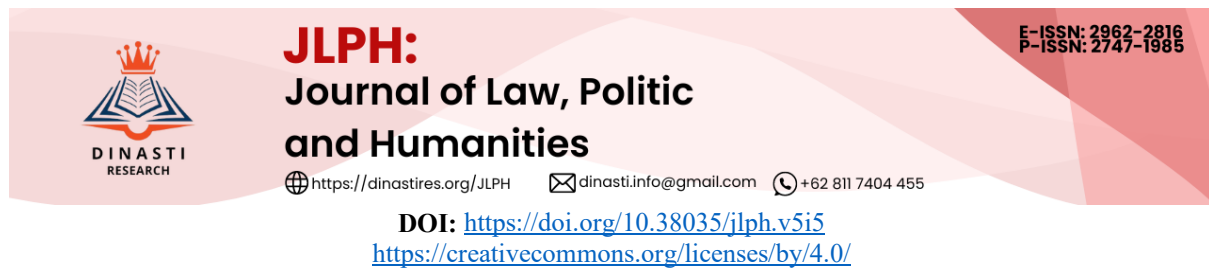 JLPH:
Journal of Law, Politic
and Humanities
E-ISSN: 2962-2816
P-ISSN: 2747-1985
DINASTI
RESEARCH
https://dinastires.org/JLPH dinasti.info@gmail.com +62 811 7404 455
DOI: https://doi.org/10.38035/jlph.v5i5
https://creativecommons.org/licenses/by/4.0/